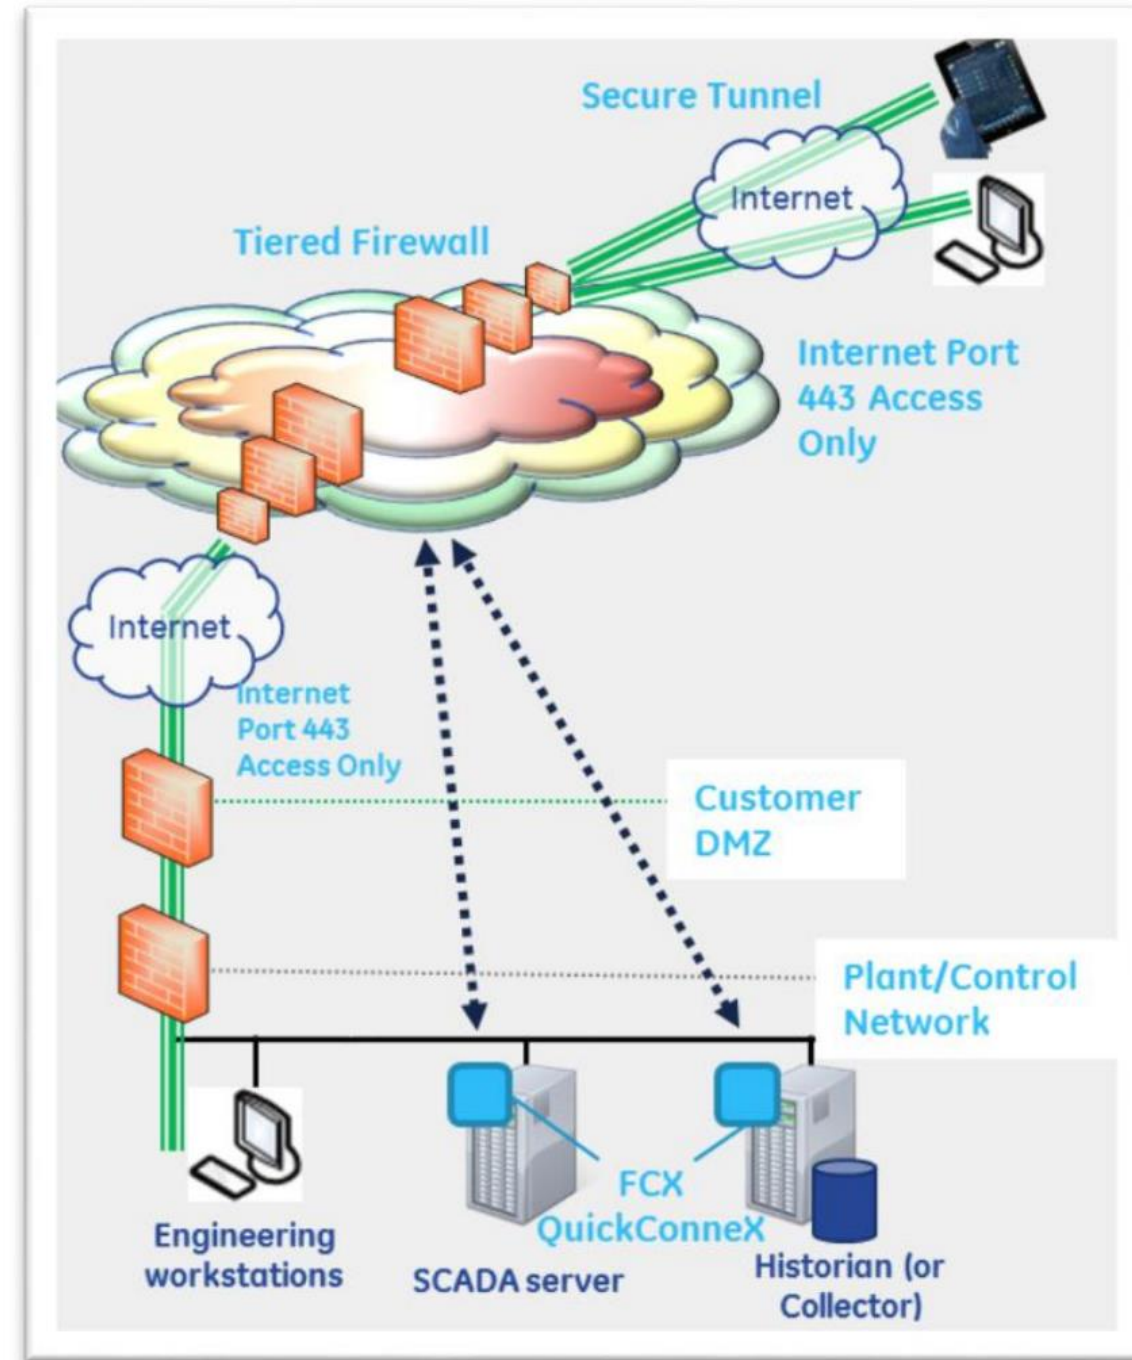 Secure Tunnel
Internet
Tiered Firewall
Internet Port
443 Access
Only
Internet
Internet
Port 443
Access Only
Customer
DMZ
Plant/Control
Network
FCX
QuickConneX
Engineering
workstations
SCADA server
Historian (or
Collector)